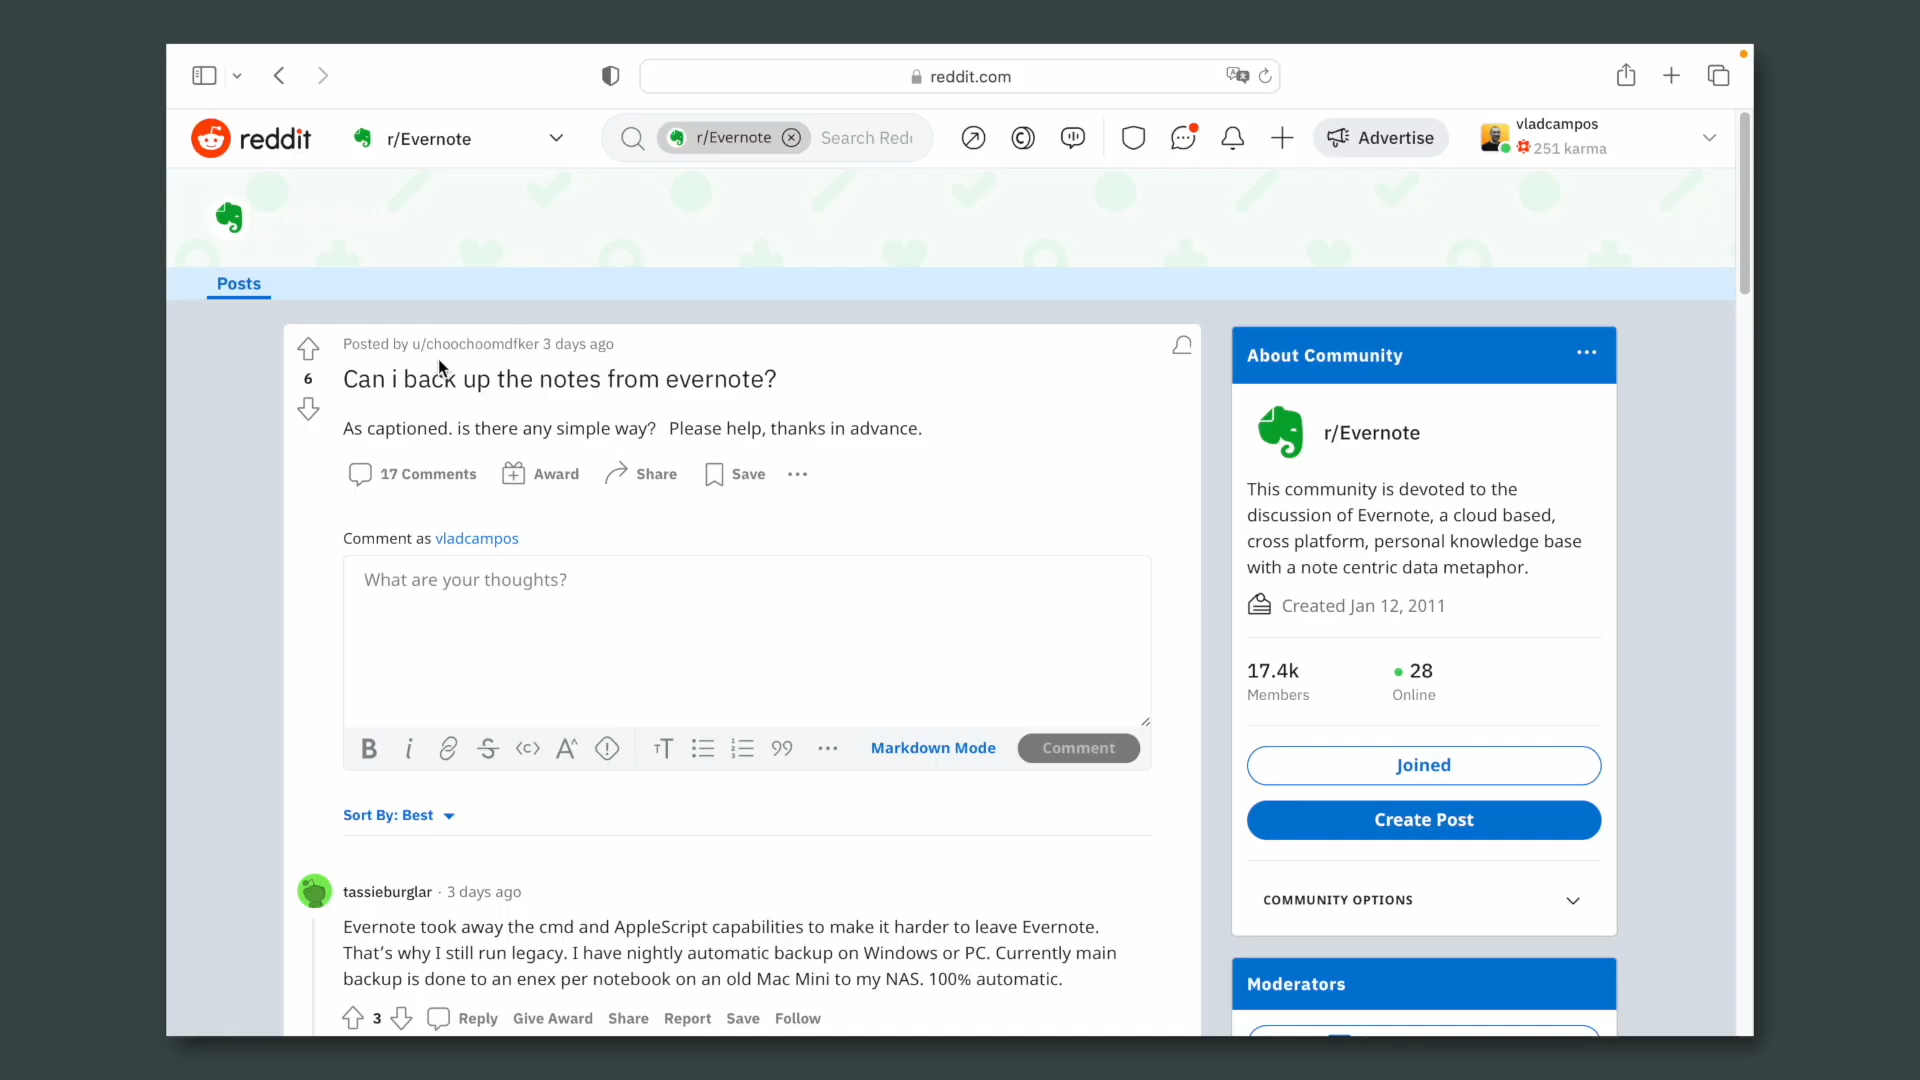 reddit.com
reddit
r/Evernote
r/Evernote
Advertise
vladcampos
251 karma
Posts
Posted by u/choochoomdfker 3 days ago
6
Can i back up the notes from evernote?
As captioned. is there any simple way? Please help, thanks in advance.
17 Comments
Award
Share
Save
Comment as vladcampos
What are your thoughts?
Markdown Mode
Comment
Sort By: Best
tassieburglar · 3 days ago
Evernote took away the cmd and AppleScript capabilities to make it harder to leave Evernote.
That's why I still run legacy. I have nightly automatic backup on Windows or PC. Currently main
backup is done to an enex per notebook on an old Mac Mini to my NAS. 100% automatic.
3
Reply
Give Award
Share
Report
Save
Follow
About Community
r/Evernote
This community is devoted to the
discussion of Evernote, a cloud based,
cross platform, personal knowledge base
with a note centric data metaphor.
Created Jan 12, 2011
17.4k
Members
28
Online
Joined
Create Post
COMMUNITY OPTIONS
Moderators